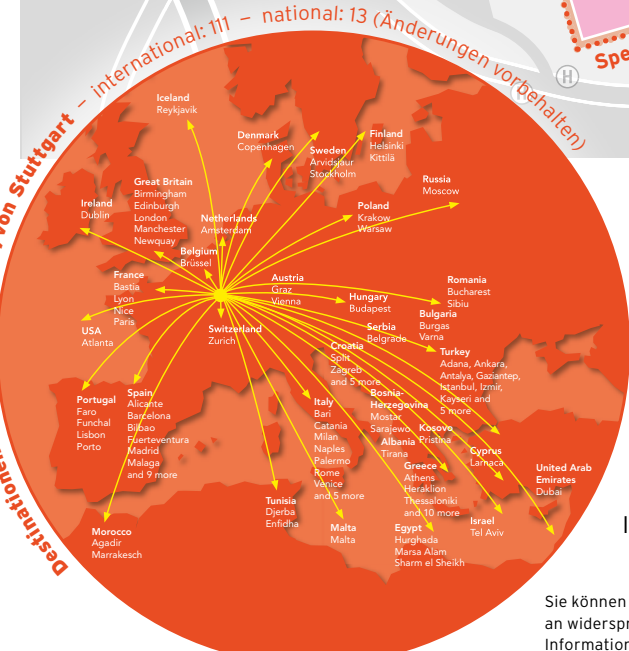 Destinationen
von Stuttgart – international: 111 – national: 13 (Änderungen vorbehalten)
Spe
H
H
Iceland
Reykjavik
Denmark
Copenhagen
Sweden
Arvidsjaur
Stockholm
Finland
Helsinki
Kittilä
Russia
Moscow
Great Britain
Birmingham
Edinburgh
London
Manchester
Newquay
Ireland
Dublin
Netherlands
Amsterdam
Poland
Krakow
Warsaw
Belgium
Brüssel
France
Bastia
Lyon
Nice
Paris
Austria
Graz
Vienna
Hungary
Budapest
Romania
Bucharest
Sibiu
Bulgaria
Burgas
Varna
USA
Atlanta
Switzerland
Zurich
Serbia
Belgrade
Croatia
Split
Zagreb
and 5 more
Turkey
Adana, Ankara,
Antalya, Gaziantep,
Istanbul, Izmir,
Kayseri and
5 more
Portugal
Faro
Funchal
Lisbon
Porto
Spain
Alicante
Barcelona
Bilbao
Fuerteventura
Madrid
Malaga
and 9 more
Italy
Bari
Catania
Milan
Naples
Palermo
Rome
Venice
and 5 more
Bosnia-
Herzegovina
Mostar
Sarajewo
Kosovo
Pristina
Albania
Tirana
Cyprus
Larnaca
Greece
Athens
Heraklion
Thessaloniki
and 10 more
United Arab
Emirates
Dubai
Tunisia
Djerba
Enfidha
Malta
Malta
Egypt
Hurghada
Marsa Alam
Sharm el Sheikh
Israel
Tel Aviv
Morocco
Agadir
Marrakesch
I
Sie können
an widerspr
Information